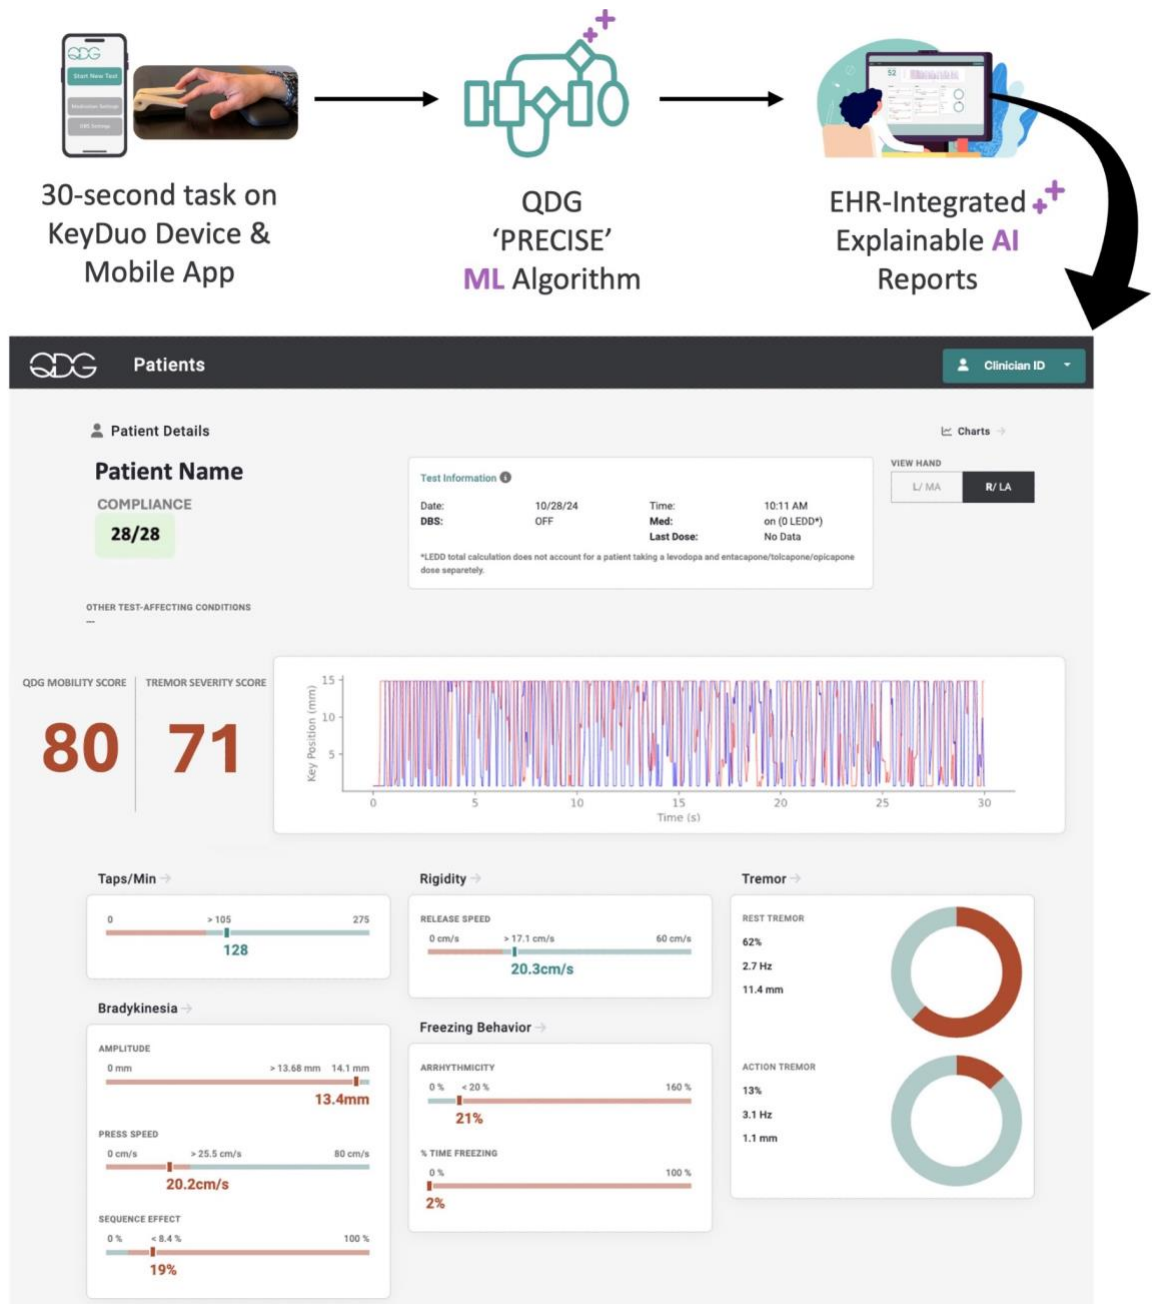 QDG
Start New Test
Medication Settings
DBS Settings
52
30-second task on
KeyDuo Device &
Mobile App
QDG
‘PRECISE’
ML Algorithm
EHR-Integrated
Explainable AI
Reports
QDG
Patients
Clinician ID
Patient Details
Charts
Patient Name
COMPLIANCE
28/28
Test Information
Date: 10/28/24 Time: 10:11 AM
DBS: OFF Med: on (0 LEDD*)
Last Dose: No Data
*LEDD total calculation does not account for a patient taking a levodopa and entacapone/tolcapone/opicapone
dose separately.
VIEW HAND
L/ MA R/ LA
OTHER TEST-AFFECTING CONDITIONS
---
QDG MOBILITY SCORE
80
TREMOR SEVERITY SCORE
71
Key Position (mm)
15
10
5
0 5 10 15 20 25 30
Time (s)
Taps/Min
0 > 105 275
128
Bradykinesia
AMPLITUDE
0 mm > 13.68 mm 14.1 mm
13.4mm
PRESS SPEED
0 cm/s > 25.5 cm/s 80 cm/s
20.2cm/s
SEQUENCE EFFECT
0 % < 8.4 % 100 %
19%
Rigidity
RELEASE SPEED
0 cm/s > 17.1 cm/s 60 cm/s
20.3cm/s
Freezing Behavior
ARRHYTHMICITY
0 % < 20 % 160 %
21%
% TIME FREEZING
0 % 100 %
2%
Tremor
REST TREMOR
62%
2.7 Hz
11.4 mm
ACTION TREMOR
13%
3.1 Hz
1.1 mm